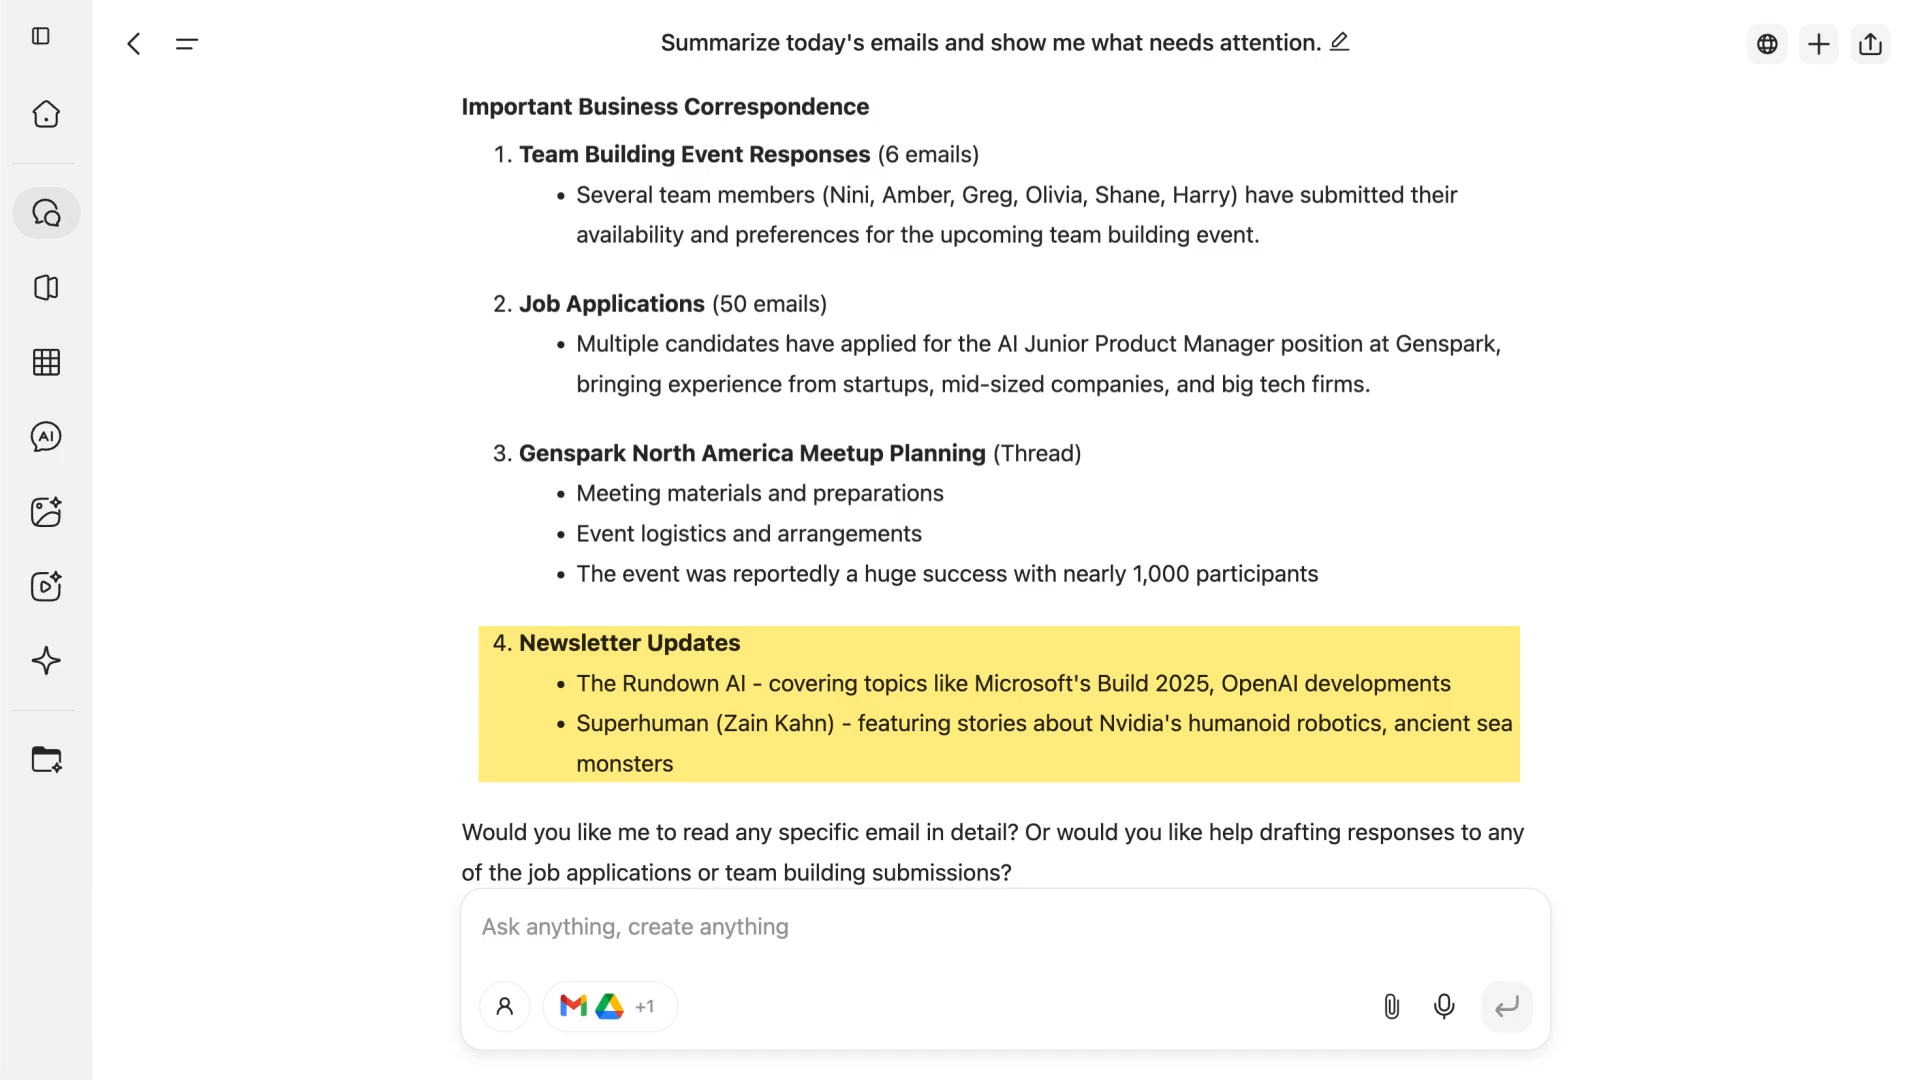 Summarize today's emails and show me what needs attention.
Important Business Correspondence
1. Team Building Event Responses (6 emails)
• Several team members (Nini, Amber, Greg, Olivia, Shane, Harry) have submitted their
availability and preferences for the upcoming team building event.
2. Job Applications (50 emails)
• Multiple candidates have applied for the AI Junior Product Manager position at Genspark,
bringing experience from startups, mid-sized companies, and big tech firms.
3. Genspark North America Meetup Planning (Thread)
• Meeting materials and preparations
• Event logistics and arrangements
• The event was reportedly a huge success with nearly 1,000 participants
4. Newsletter Updates
• The Rundown AI - covering topics like Microsoft's Build 2025, OpenAI developments
• Superhuman (Zain Kahn) - featuring stories about Nvidia's humanoid robotics, ancient sea
monsters
Would you like me to read any specific email in detail? Or would you like help drafting responses to any
of the job applications or team building submissions?
Ask anything, create anything
+1
AI